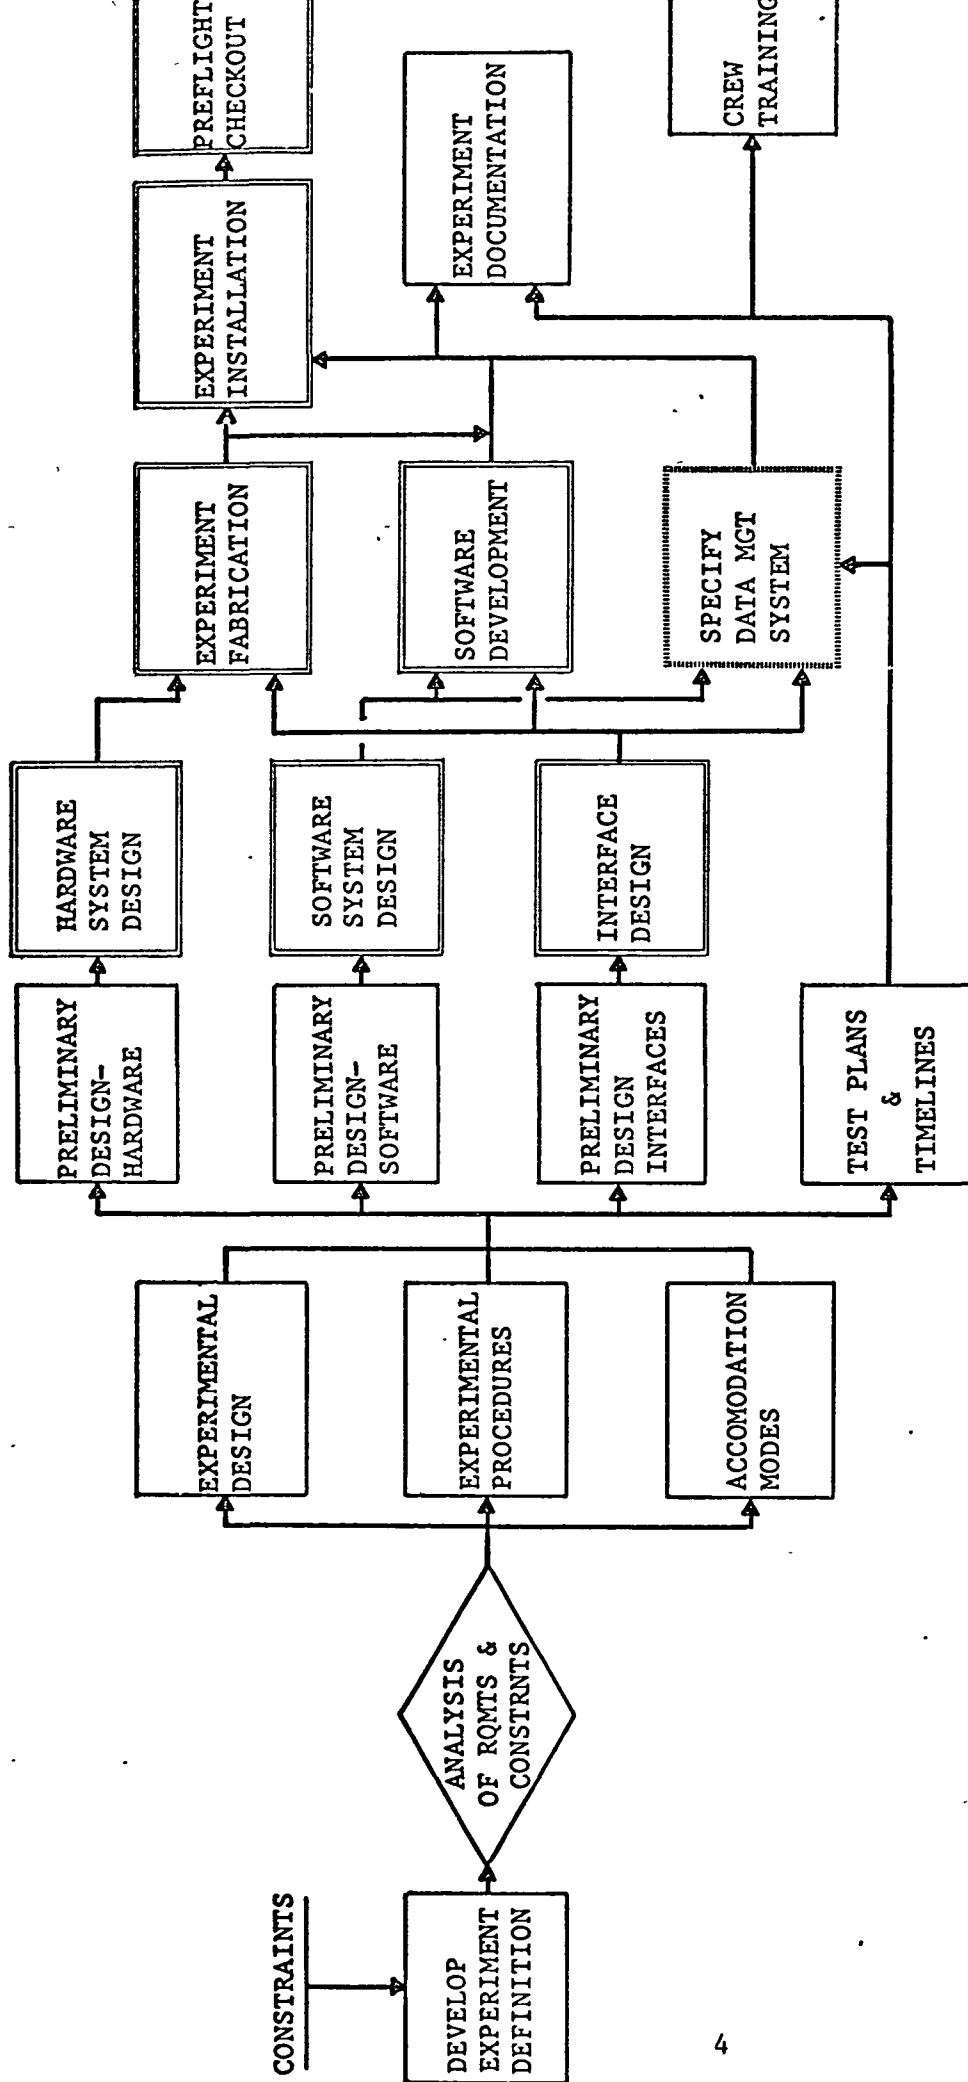 CONSTRAINTS
DEVELOP
EXPERIMENT
DEFINITION
ANALYSIS
OF RQMTS &
CONSTRNTS
EXPERIMENTAL
DESIGN
EXPERIMENTAL
PROCEDURES
ACCOMODATION
MODES
PRELIMINARY
DESIGN-
HARDWARE
PRELIMINARY
DESIGN-
SOFTWARE
PRELIMINARY
DESIGN
INTERFACES
TEST PLANS
&
TIMELINES
HARDWARE
SYSTEM
DESIGN
SOFTWARE
SYSTEM
DESIGN
INTERFACE
DESIGN
EXPERIMENT
FABRICATION
SOFTWARE
DEVELOPMENT
SPECIFY
DATA MGT
SYSTEM
EXPERIMENT
INSTALLATION
EXPERIMENT
DOCUMENTATION
PREFLIGHT
CHECKOUT
CREW
TRAINING
4